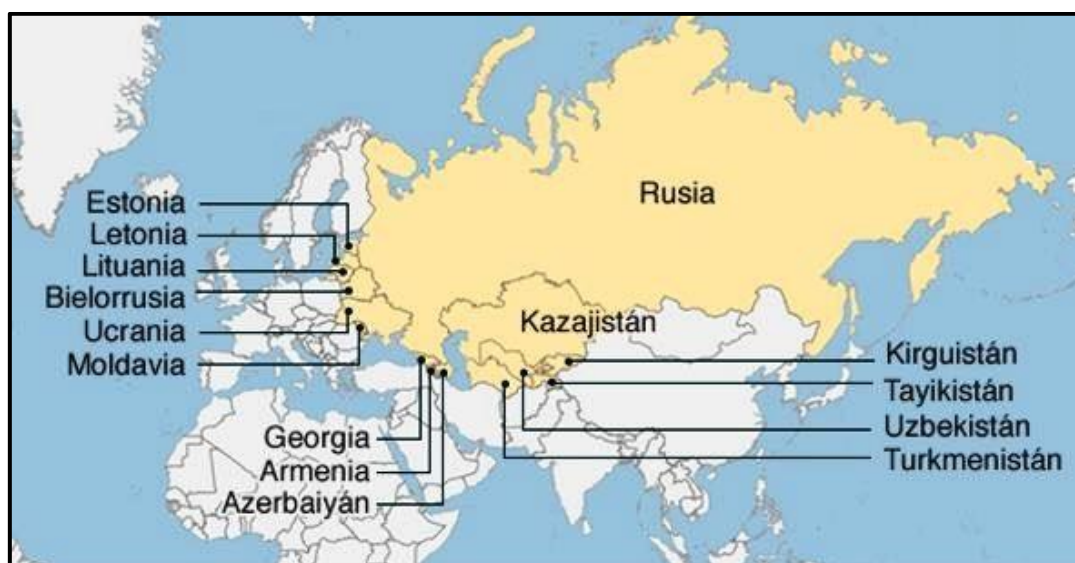 Rusia
Estonia
Letonia
Lituania
Bielorrusia
Ucrania
Moldavia
Kazajistán
Kirguistán
Tayikistán
Uzbekistán
Turkmenistán
Georgia
Armenia
Azerbaiyán